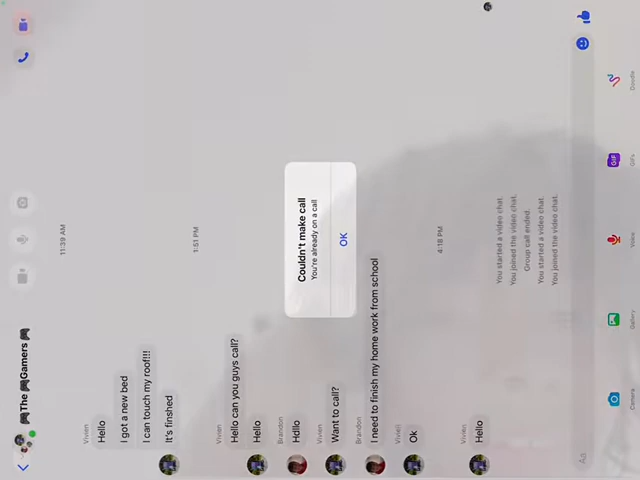 🎮The 🎮Gamers 🎮
11:39 AM
Vivien
Hello
I got a new bed
I can touch my roof!!!
It's finished
1:51 PM
Vivien
Hello can you guys call?
Hello
Brandon
Hdllo
Vivien
Want to call?
Brandon
I need to finish my home work from school
Vivien
Ok
4:18 PM
Vivien
Hello
You started a video chat.
You joined the video chat.
Group call ended.
You started a video chat.
You joined the video chat.
Couldn't make call
You're already on a call
OK
Aa
Camera
Gallery
Voice
GIF
GIFs
Doodle